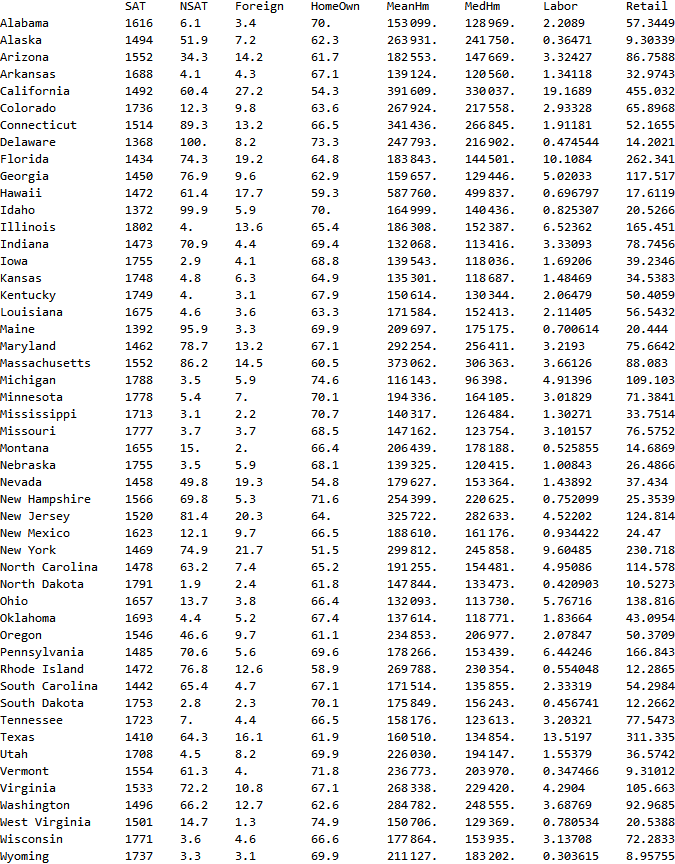 SAT NSAT Foreign HomeOwn MeanHm MedHm Labor Retail
Alabama 1616 6.1 3.4 70. 153099. 128969. 2.2089 57.3449
Alaska 1494 51.9 7.2 62.3 263931. 241750. 0.36471 9.30339
Arizona 1552 34.3 14.2 61.7 182553. 147669. 3.32427 86.7588
Arkansas 1688 4.1 4.3 67.1 139124. 120560. 1.34118 32.9743
California 1492 60.4 27.2 54.3 391609. 330037. 19.1689 455.032
Colorado 1736 12.3 9.8 63.6 267924. 217558. 2.93328 65.8968
Connecticut 1514 89.3 13.2 66.5 341436. 266845. 1.91181 52.1655
Delaware 1368 100. 8.2 73.3 247793. 216902. 0.474544 14.2021
Florida 1434 74.3 19.2 64.8 183843. 144501. 10.1084 262.341
Georgia 1450 76.9 9.6 62.9 159657. 129446. 5.02033 117.517
Hawaii 1472 61.4 17.7 59.3 587760. 499837. 0.696797 17.6119
Idaho 1372 99.9 5.9 70. 164999. 140436. 0.825307 20.5266
Illinois 1802 4. 13.6 65.4 186308. 152387. 6.52362 165.451
Indiana 1473 70.9 4.4 69.4 132068. 113416. 3.33093 78.7456
Iowa 1755 2.9 4.1 68.8 139543. 118036. 1.69206 39.2346
Kansas 1748 4.8 6.3 64.9 135301. 118687. 1.48469 34.5383
Kentucky 1749 4. 3.1 67.9 150614. 130344. 2.06479 50.4059
Louisiana 1675 4.6 3.6 63.3 171584. 152413. 2.11405 56.5432
Maine 1392 95.9 3.3 69.9 209697. 175175. 0.700614 20.444
Maryland 1462 78.7 13.2 67.1 292254. 256411. 3.2193 75.6642
Massachusetts 1552 86.2 14.5 60.5 373062. 306363. 3.66126 88.083
Michigan 1788 3.5 5.9 74.6 116143. 96398. 4.91396 109.103
Minnesota 1778 5.4 7. 70.1 194336. 164105. 3.01829 71.3841
Mississippi 1713 3.1 2.2 70.7 140317. 126484. 1.30271 33.7514
Missouri 1777 3.7 3.7 68.5 147162. 123754. 3.10157 76.5752
Montana 1655 15. 2. 66.4 206439. 178188. 0.525855 14.6869
Nebraska 1755 3.5 5.9 68.1 139325. 120415. 1.00843 26.4866
Nevada 1458 49.8 19.3 54.8 179627. 153364. 1.43892 37.434
New Hampshire 1566 69.8 5.3 71.6 254399. 220625. 0.752099 25.3539
New Jersey 1520 81.4 20.3 64. 325722. 282633. 4.52202 124.814
New Mexico 1623 12.1 9.7 66.5 188610. 161176. 0.934422 24.47
New York 1469 74.9 21.7 51.5 299812. 245858. 9.60485 230.718
North Carolina 1478 63.2 7.4 65.2 191255. 154481. 4.95086 114.578
North Dakota 1791 1.9 2.4 61.8 147844. 133473. 0.420903 10.5273
Ohio 1657 13.7 3.8 66.4 132093. 113730. 5.76716 138.816
Oklahoma 1693 4.4 5.2 67.4 137614. 118771. 1.83664 43.0954
Oregon 1546 46.6 9.7 61.1 234853. 206977. 2.07847 50.3709
Pennsylvania 1485 70.6 5.6 69.6 178266. 153439. 6.44246 166.843
Rhode Island 1472 76.8 12.6 58.9 269788. 230354. 0.554048 12.2865
South Carolina 1442 65.4 4.7 67.1 171514. 135855. 2.33319 54.2984
South Dakota 1753 2.8 2.3 70.1 175849. 156243. 0.456741 12.2662
Tennessee 1723 7. 4.4 66.5 158176. 123613. 3.20321 77.5473
Texas 1410 64.3 16.1 61.9 160510. 134854. 13.5197 311.335
Utah 1708 4.5 8.2 69.9 226030. 194147. 1.55379 36.5742
Vermont 1554 61.3 4. 71.8 236773. 203970. 0.347466 9.31012
Virginia 1533 72.2 10.8 67.1 268338. 229420. 4.2904 105.663
Washington 1496 66.2 12.7 62.6 284782. 248555. 3.68769 92.9685
West Virginia 1501 14.7 1.3 74.9 150706. 129369. 0.780534 20.5388
Wisconsin 1771 3.6 4.6 66.6 177864. 153935. 3.13708 72.2833
Wyoming 1737 3.3 3.1 69.9 211127. 183202. 0.303615 8.95755